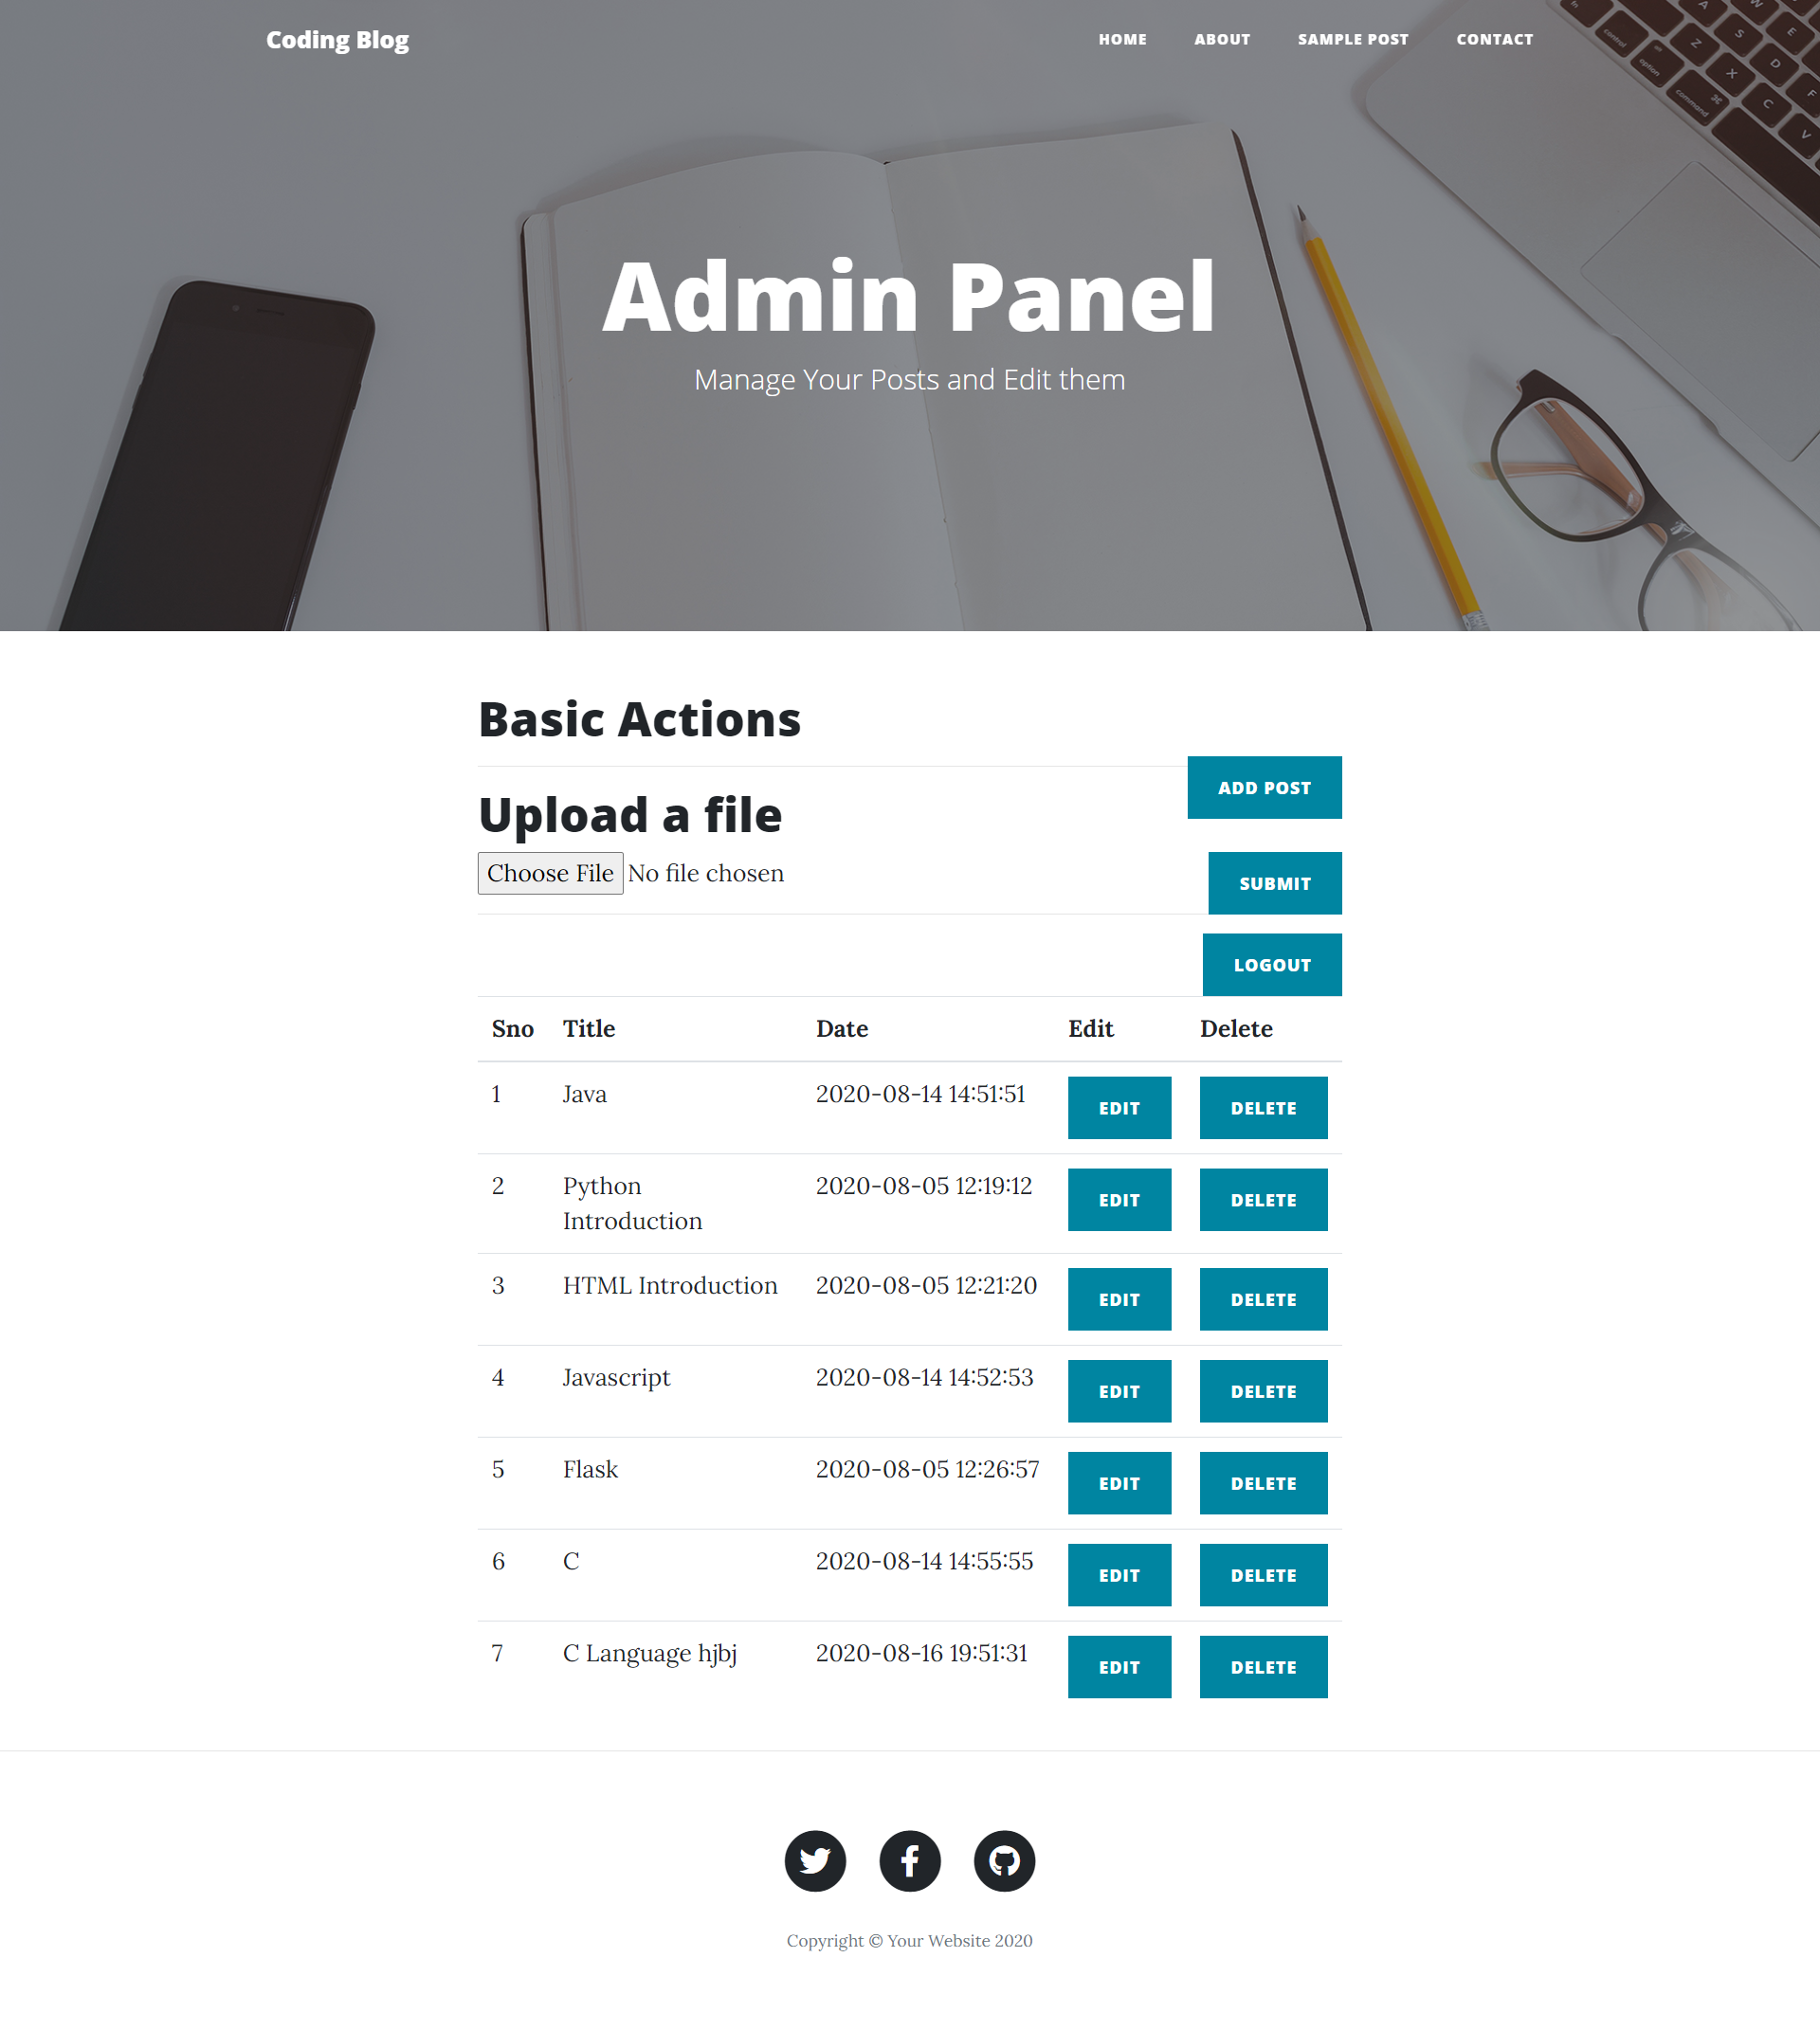 Coding Blog
HOME ABOUT SAMPLE POST CONTACT
Admin Panel
Manage Your Posts and Edit them
Basic Actions
ADD POST
Upload a file
Choose File No file chosen
SUBMIT
LOGOUT
Sno Title Date Edit Delete
1 Java 2020-08-14 14:51:51 EDIT DELETE
2 Python 2020-08-05 12:19:12 EDIT DELETE
Introduction
3 HTML Introduction 2020-08-05 12:21:20 EDIT DELETE
4 Javascript 2020-08-14 14:52:53 EDIT DELETE
5 Flask 2020-08-05 12:26:57 EDIT DELETE
6 C 2020-08-14 14:55:55 EDIT DELETE
7 C Language hjbj 2020-08-16 19:51:31 EDIT DELETE
Copyright © Your Website 2020